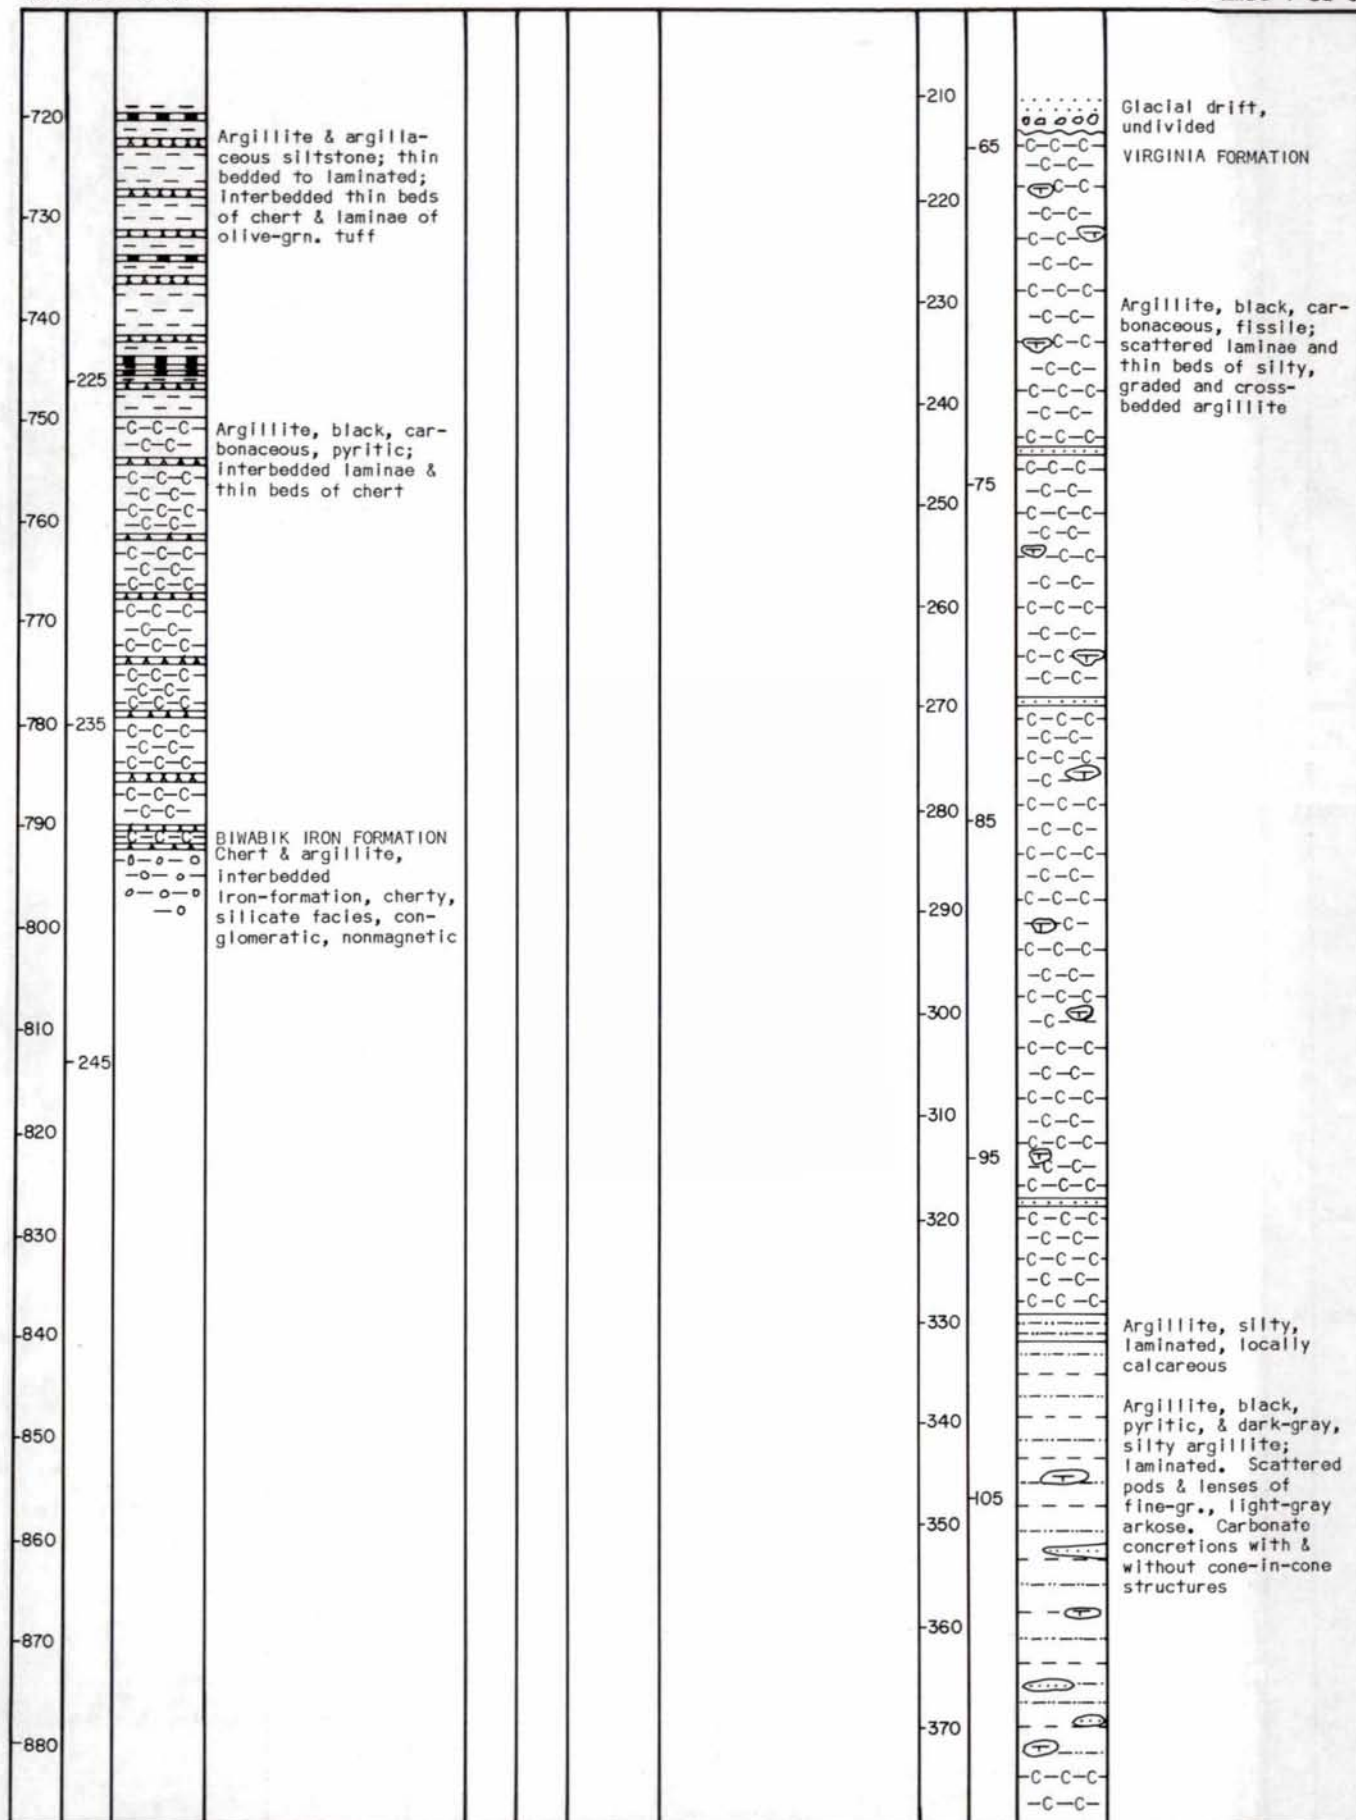 -720
-730
-740
-225
-750
-760
-770
-780
-235
-790
-800
-810
-245
-820
-830
-840
-850
-860
-870
-880
Argillite & argilla-
ceous siltstone; thin
bedded to laminated;
interbedded thin beds
of chert & laminae of
olive-grn. tuff
Argillite, black, car-
bonaceous, pyritic;
interbedded laminae &
thin beds of chert
BIWABIK IRON FORMATION
Chert & argillite,
interbedded
Iron-formation, cherty,
silicate facies, con-
glomeratic, nonmagnetic
-210
-65
-220
-230
-240
-75
-250
-260
-270
-280
-85
-290
-300
-310
-95
-320
-330
-340
-105
-350
-360
-370
Glacial drift,
undivided
VIRGINIA FORMATION
Argillite, black, car-
bonaceous, fissile;
scattered laminae and
thin beds of silty,
graded and cross-
bedded argillite
Argillite, silty,
laminated, locally
calcareous
Argillite, black,
pyritic, & dark-gray,
silty argillite;
laminated. Scattered
pods & lenses of
fine-gr., light-gray
arkose. Carbonate
concretions with &
without cone-in-cone
structures